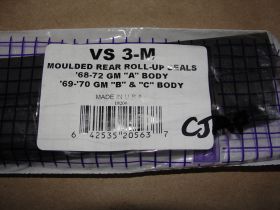 VS 3-M
MOULDED REAR ROLL-UP SEALS
'68-72 GM "A" BODY
'69-'70 GM "B" & "C" BODY
MADE IN U.S.A.
6 42535 20563 7